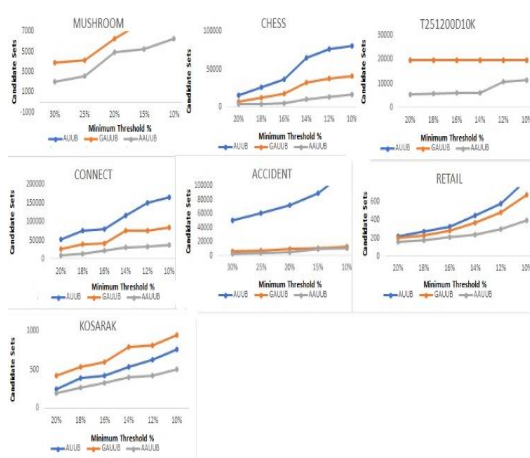 MUSHROOM
Candidate Sets
7000
5000
3000
1000
-1000
30% 25% 20% 15% 10%
Minimum Threshold %
AUUB GAUUB AAUUB
CHESS
Candidate Sets
100000
50000
0
20% 18% 16% 14% 12% 10%
Minimum Threshold %
AUUB GAUUB AAUUB
T251200D10K
Candidate Sets
30000
20000
10000
0
20% 18% 16% 14% 12% 10%
Minimum Threshold %
AUUB GAUUB AAUUB
CONNECT
Candidate Sets
200000
150000
100000
50000
0
20% 18% 16% 14% 12% 10%
Minimum Threshold %
AUUB GAUUB AAUUB
ACCIDENT
Candidate Sets
100000
80000
60000
40000
20000
0
30% 25% 20% 15% 10%
Minimum Threshold %
AUUB GAUUB AAUUB
RETAIL
Candidate Sets
600
400
200
0
20% 18% 16% 14% 12% 10%
Minimum Threshold %
AUUB GAUUB AAUUB
KOSARAK
Candidate Sets
1000
500
0
20% 18% 16% 14% 12% 10%
Minimum Threshold %
AUUB GAUUB AAUUB